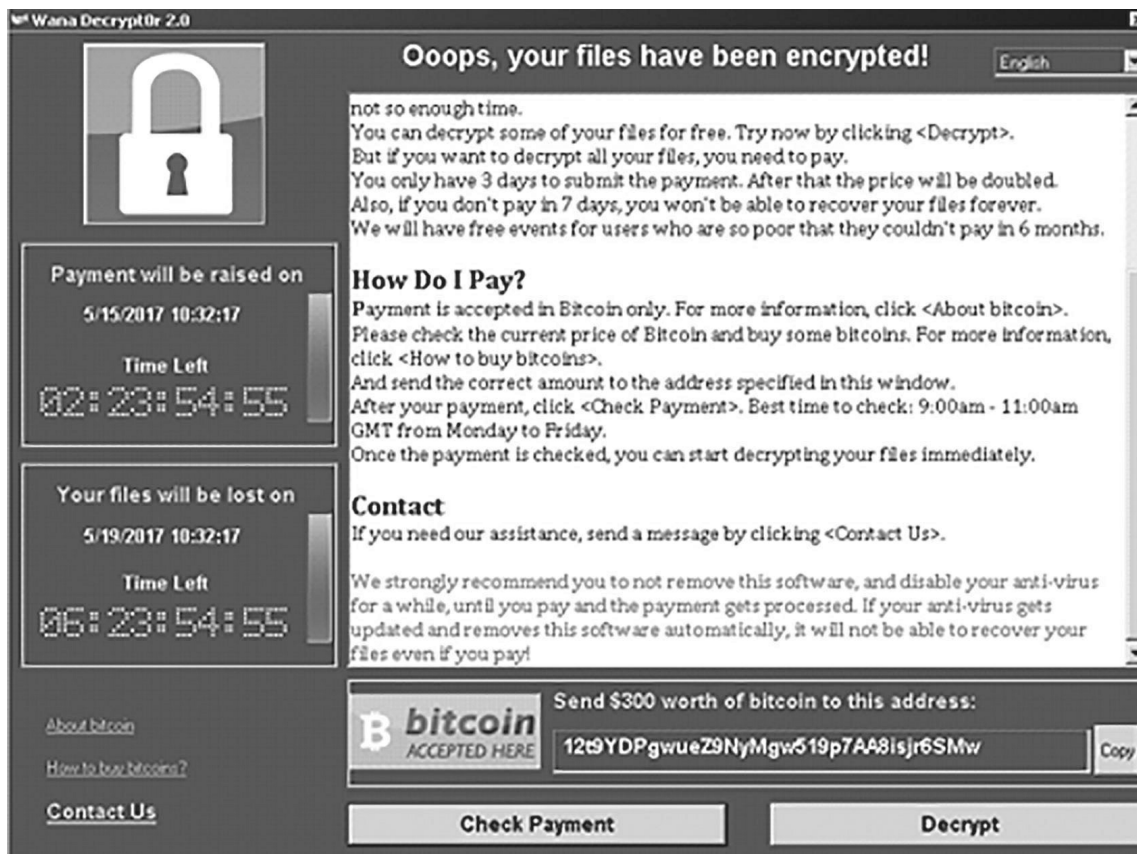 Wana Decrypt0r 2.0
Ooops, your files have been encrypted!
English
not so enough time.
You can decrypt some of your files for free. Try now by clicking <Decrypt>.
But if you want to decrypt all your files, you need to pay.
You only have 3 days to submit the payment. After that the price will be doubled.
Also, if you don't pay in 7 days, you won't be able to recover your files forever.
We will have free events for users who are so poor that they couldn't pay in 6 months.
How Do I Pay?
Payment is accepted in Bitcoin only. For more information, click <About bitcoin>.
Please check the current price of Bitcoin and buy some bitcoins. For more information,
click <How to buy bitcoins>.
And send the correct amount to the address specified in this window.
After your payment, click <Check Payment>. Best time to check: 9:00am - 11:00am
GMT from Monday to Friday.
Once the payment is checked, you can start decrypting your files immediately.
Contact
If you need our assistance, send a message by clicking <Contact Us>.
We strongly recommend you to not remove this software, and disable your anti-virus
for a while, until you pay and the payment gets processed. If your anti-virus gets
updated and removes this software automatically, it will not be able to recover your
files even if you pay!
Payment will be raised on
5/15/2017 10:32:17
Time Left
02:23:54:55
Your files will be lost on
5/19/2017 10:32:17
Time Left
06:23:54:55
About bitcoin
How to buy bitcoins?
Contact Us
bitcoin
ACCEPTED HERE
Send $300 worth of bitcoin to this address:
12t9YDPgwueZ9NyMgw519p7AA8isjr6SMw
Copy
Check Payment
Decrypt